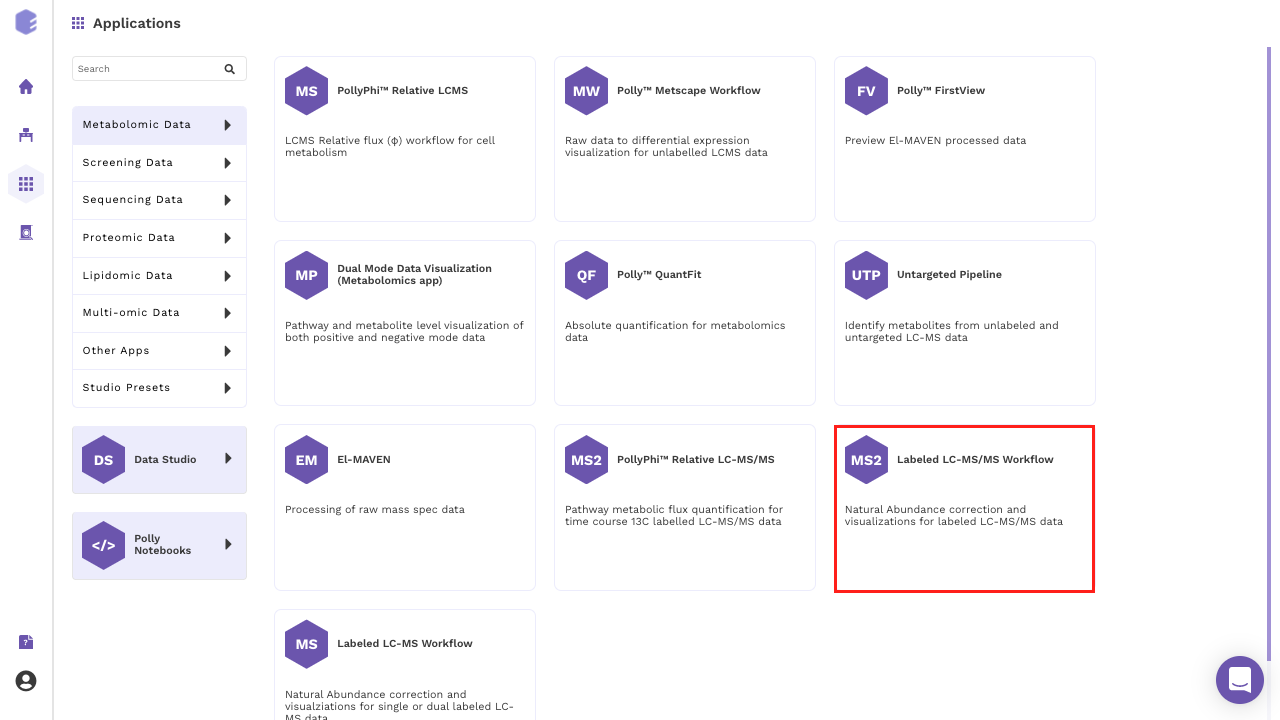 Applications
Search
Metabolomic Data
Screening Data
Sequencing Data
Proteomic Data
Lipidomic Data
Multi-omic Data
Other Apps
Studio Presets
DS
Data Studio
</>
Polly
Notebooks
MS
PollyPhi™ Relative LCMS
LCMS Relative flux (ϕ) workflow for cell
metabolism
MW
Polly™ Metscape Workflow
Raw data to differential expression
visualization for unlabelled LCMS data
FV
Polly™ FirstView
Preview El-MAVEN processed data
MP
Dual Mode Data Visualization
(Metabolomics app)
Pathway and metabolite level visualization of
both positive and negative mode data
QF
Polly™ QuantFit
Absolute quantification for metabolomics
data
UTP
Untargeted Pipeline
Identify metabolites from unlabeled and
untargeted LC-MS data
EM
El-MAVEN
Processing of raw mass spec data
MS2
PollyPhi™ Relative LC-MS/MS
Pathway metabolic flux quantification for
time course 13C labelled LC-MS/MS data
MS2
Labeled LC-MS/MS Workflow
Natural Abundance correction and
visualizations for labeled LC-MS/MS data
MS
Labeled LC-MS Workflow
Natural Abundance correction and
visualziations for single or dual labeled LC-
MS data
?